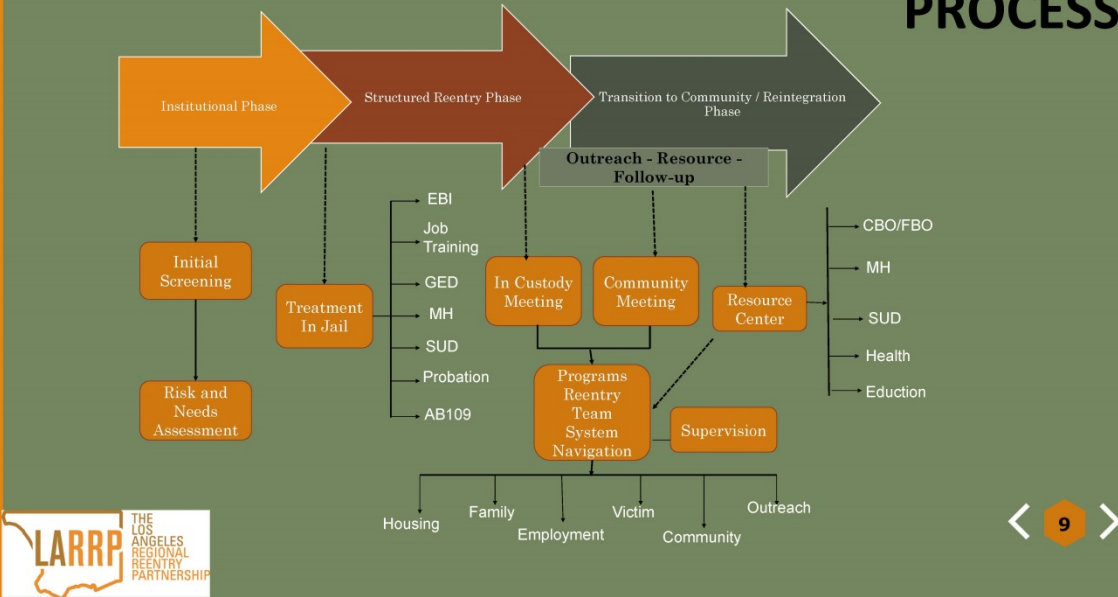 PROCESS
Institutional Phase
Structured Reentry Phase
Transition to Community / Reintegration
Phase
Outreach - Resource -
Follow-up
Initial
Screening
Risk and
Needs
Assessment
Treatment
In Jail
EBI
Job
Training
GED
MH
SUD
Probation
AB109
In Custody
Meeting
Community
Meeting
Resource
Center
CBO/FBO
MH
SUD
Health
Eduction
Programs
Reentry
Team
System
Navigation
Supervision
Housing
Family
Employment
Victim
Community
Outreach
LARRP
THE
LOS
ANGELES
REGIONAL
REENTRY
PARTNERSHIP
9